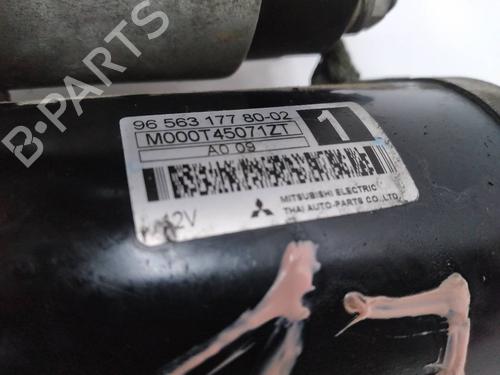 B-PARTS
96 563 177 80-02
M000T45071ZT
1
A0 09
12V
MITSUBISHI ELECTRIC
THAI AUTO-PARTS CO.,LTD.